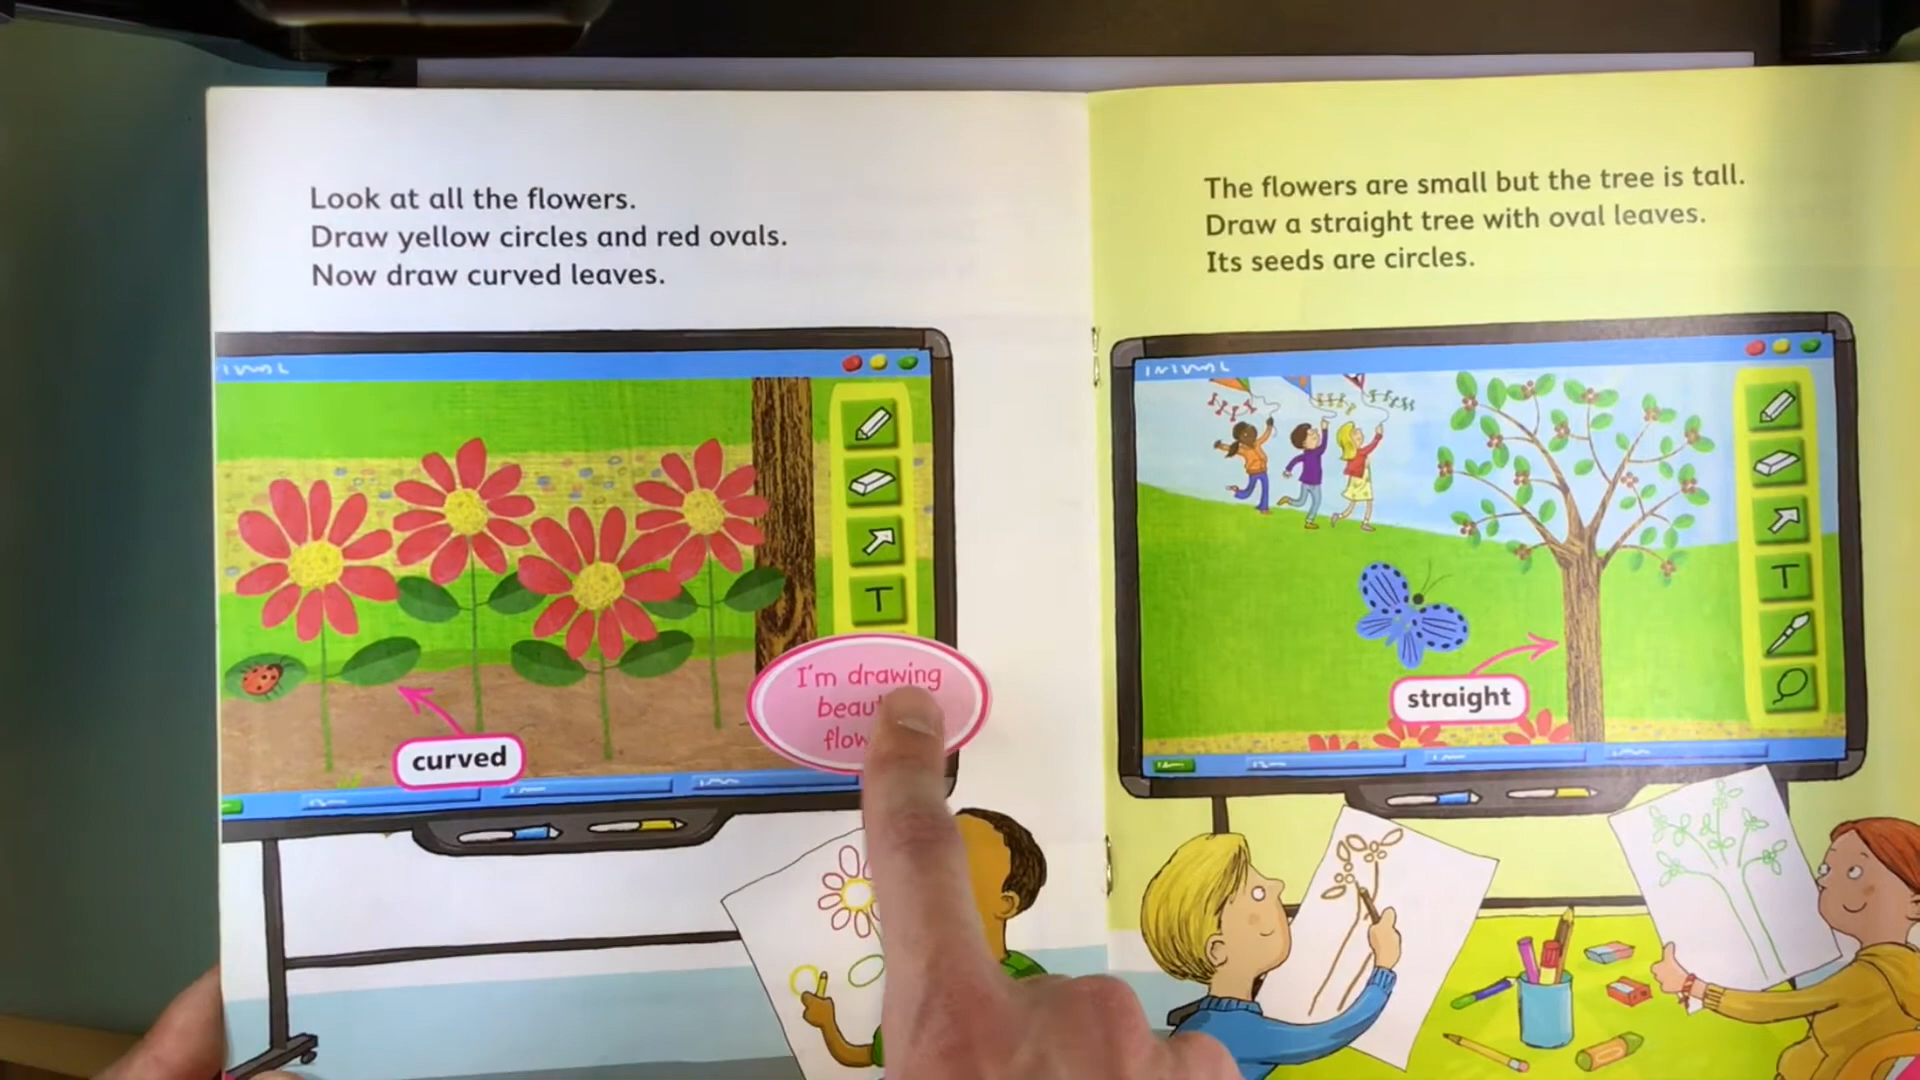 Look at all the flowers.
Draw yellow circles and red ovals.
Now draw curved leaves.
T
I'm drawing
curved
The flowers are small but the tree is tall.
Draw a straight tree with oval leaves.
Its seeds are circles.
T
straight